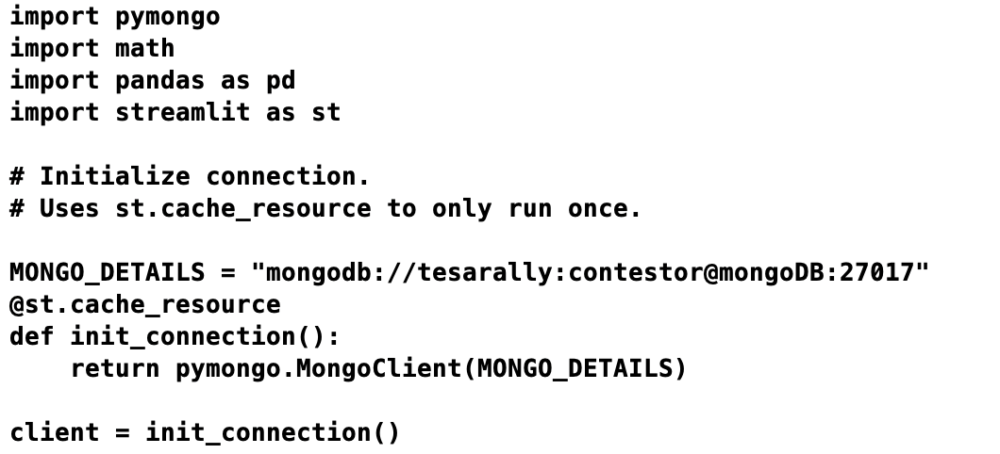 import pymongo
import math
import pandas as pd
import streamlit as st
# Initialize connection.
# Uses st.cache_resource to only run once.
MONGO_DETAILS = "mongodb://tesarally:contestor@mongoDB:27017"
@st.cache_resource
def init_connection():
    return pymongo.MongoClient(MONGO_DETAILS)
client = init_connection()